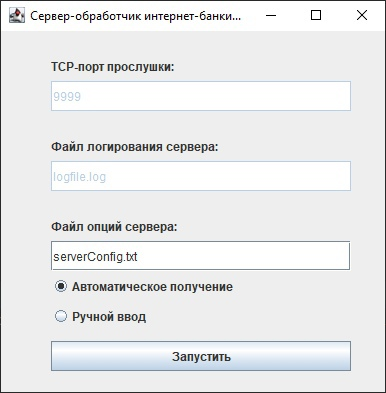 Сервер-обработчик интернет-банки...
TCP-порт прослушки:
9999
Файл логирования сервера:
logfile.log
Файл опций сервера:
serverConfig.txt
Автоматическое получение
Ручной ввод
Запустить